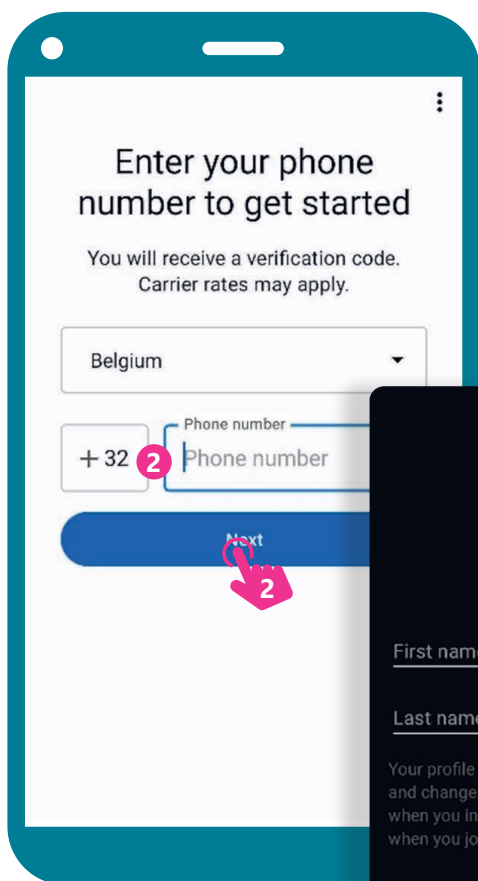 Enter your phone
number to get started
You will receive a verification code.
Carrier rates may apply.
Belgium
Phone number
+ 32 2 Phone number
Next
2
First name
Last name
Your profile
and change
when you in
when you jo